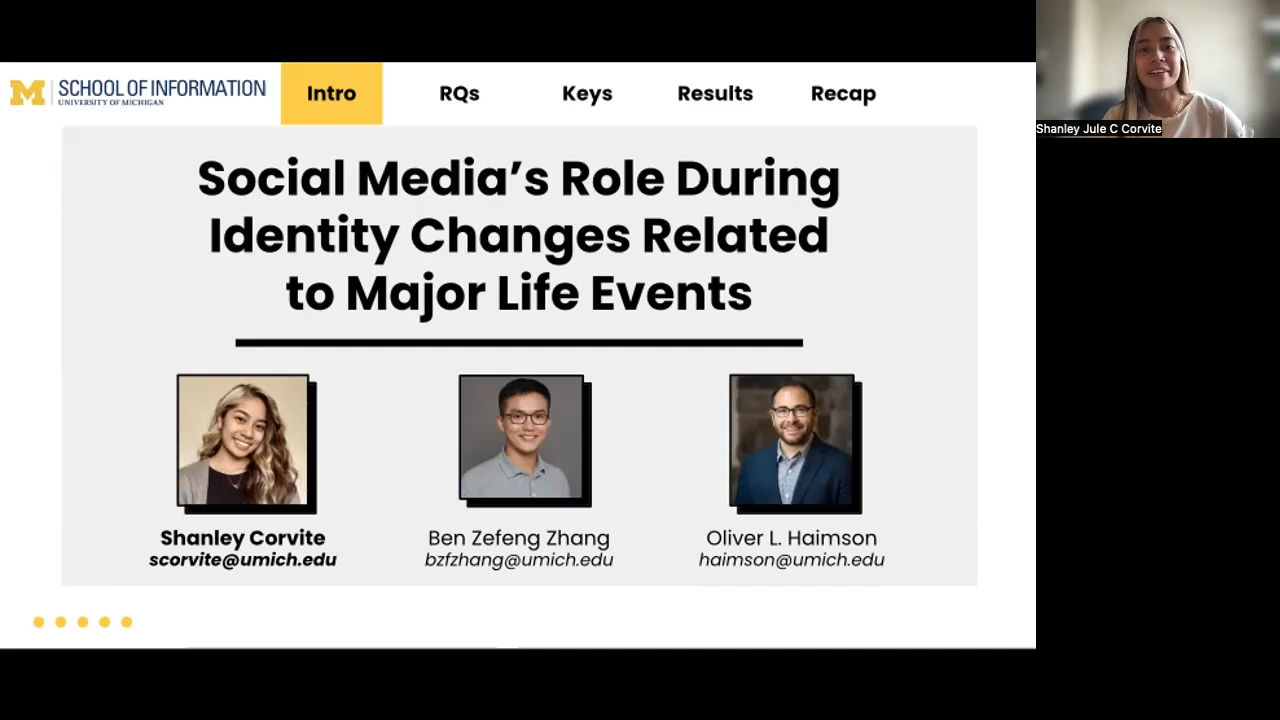 M SCHOOL OF INFORMATION
UNIVERSITY OF MICHIGAN
Intro
RQs
Keys
Results
Recap
Shanley Jule C Corvite
Social Media’s Role During
Identity Changes Related
to Major Life Events
Shanley Corvite
scorvite@umich.edu
Ben Zefeng Zhang
bzfzhang@umich.edu
Oliver L. Haimson
haimson@umich.edu